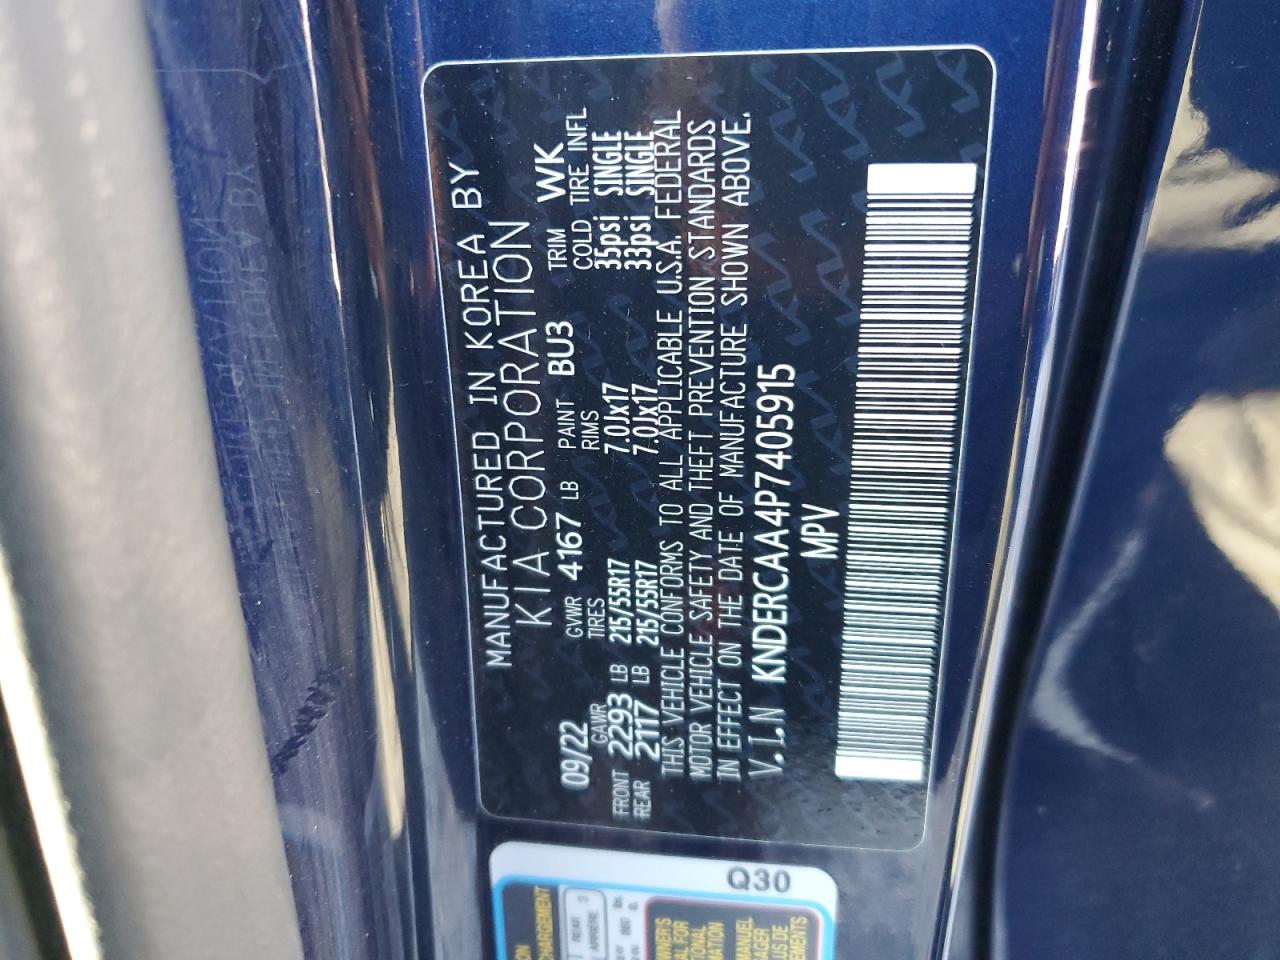 MANUFACTURED IN KOREA BY
KIA CORPORATION
09/22 GVWR 4167 LB PAINT BU3 TRIM WK
GAWR TIRES RIMS COLD TIRE INFL
FRONT 2293 LB 215/55R17 7.0Jx17 35psi SINGLE
REAR 2117 LB 215/55R17 7.0Jx17 33psi SINGLE
THIS VEHICLE CONFORMS TO ALL APPLICABLE U.S.A. FEDERAL
MOTOR VEHICLE SAFETY AND THEFT PREVENTION STANDARDS
IN EFFECT ON THE DATE OF MANUFACTURE SHOWN ABOVE.
V.I.N KNDERCAA4P7405915
MPV
Q30
REAR 3
ARRIERE